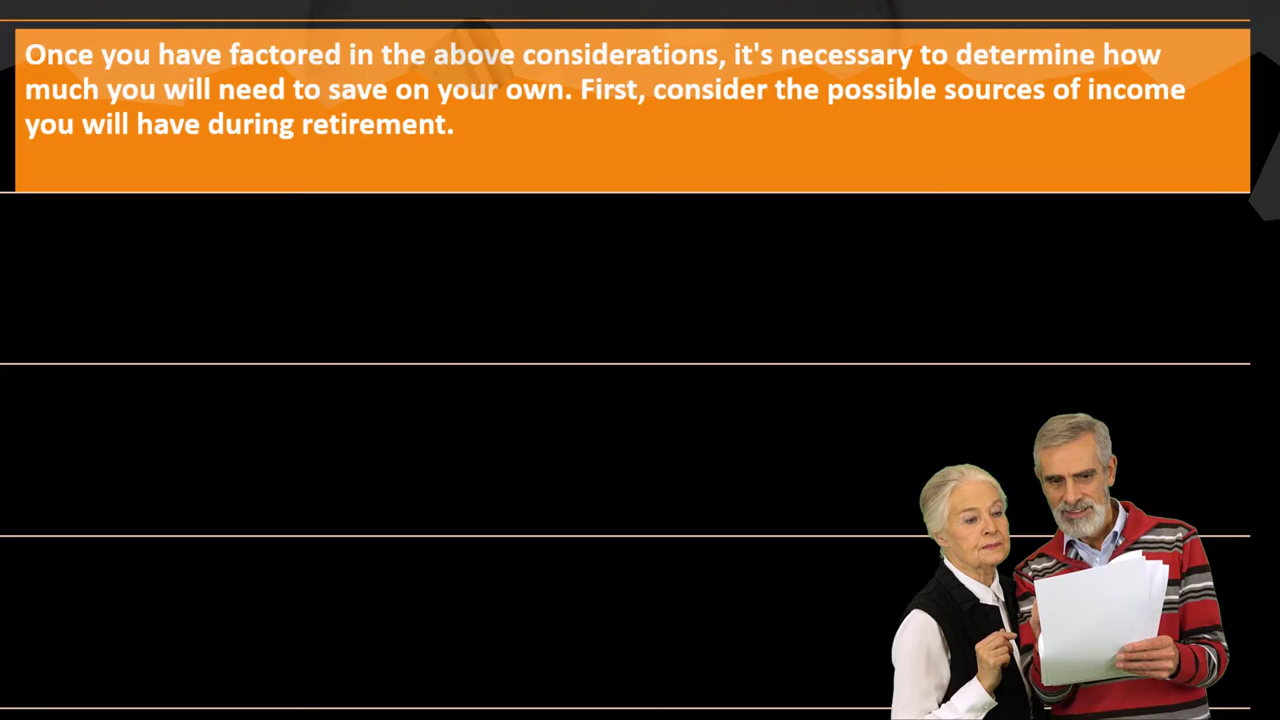 Once you have factored in the above considerations, it's necessary to determine how
much you will need to save on your own. First, consider the possible sources of income
you will have during retirement.